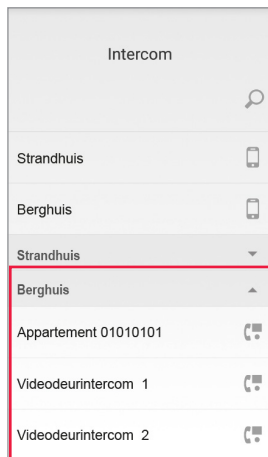 Intercom
Strandhuis
Berghuis
Strandhuis
Berghuis
Appartement 01010101
Videodeurintercom 1
Videodeurintercom 2